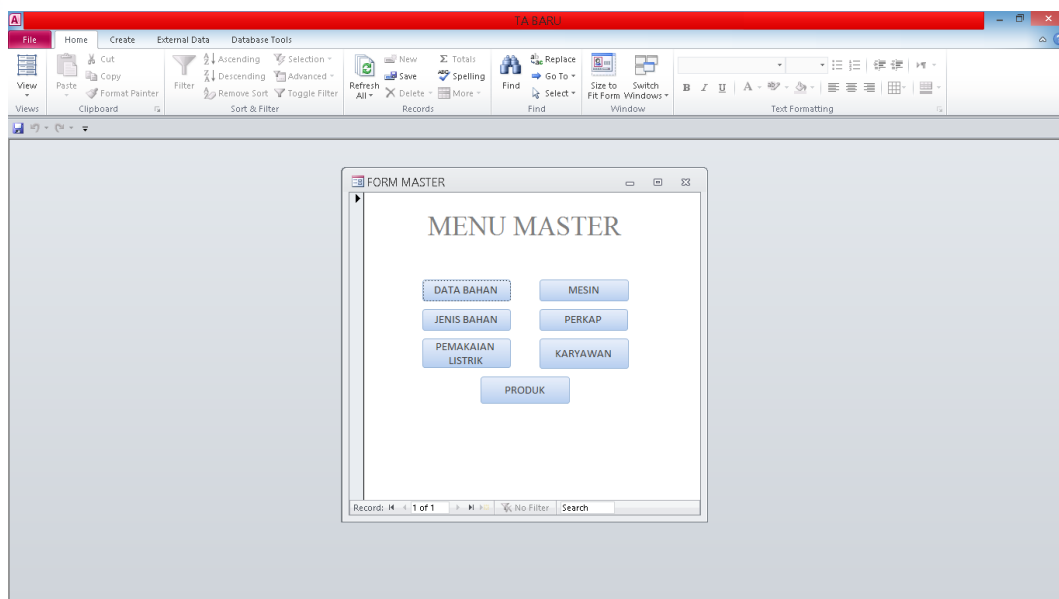 A
TA BARU
File Home Create External Data Database Tools
View
Views
Paste
Cut
Copy
Format Painter
Clipboard
Filter
Ascending
Descending
Remove Sort
Selection
Advanced
Toggle Filter
Sort & Filter
Refresh All
New
Save
Delete
Totals
Spelling
More
Records
Find
Replace
Go To
Select
Find
Size to Fit Form
Switch Windows
Window
B I U A
Text Formatting
FORM MASTER
MENU MASTER
DATA BAHAN MESIN
JENIS BAHAN PERKAP
PEMAKAIAN
LISTRIK
KARYAWAN
PRODUK
Record: 1 of 1 No Filter Search